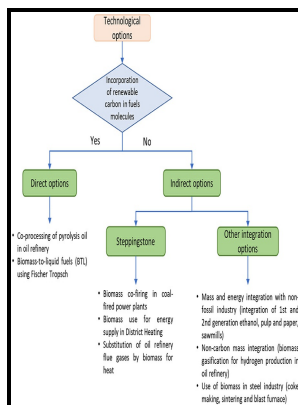 Technological
options
Incorporation
of renewable
carbon in fuels
molecules
Yes
No
Direct options
Indirect options
• Co-processing of pyrolysis oil
in oil refinery
• Biomass-to-liquid fuels (BTL)
using Fischer Tropsch
Steppingstone
Other integration
options
• Biomass co-firing in coal-
fired power plants
• Biomass use for energy
supply in District Heating
• Substitution of oil refinery
flue gases by biomass for
heat
• Mass and energy integration with non-
fossil industry (integration of 1st and
2nd generation ethanol, pulp and paper,
sawmills)
• Non-carbon mass integration (biomass
gasification for hydrogen production in
oil refinery)
• Use of biomass in steel industry (coke
making, sintering and blast furnace)